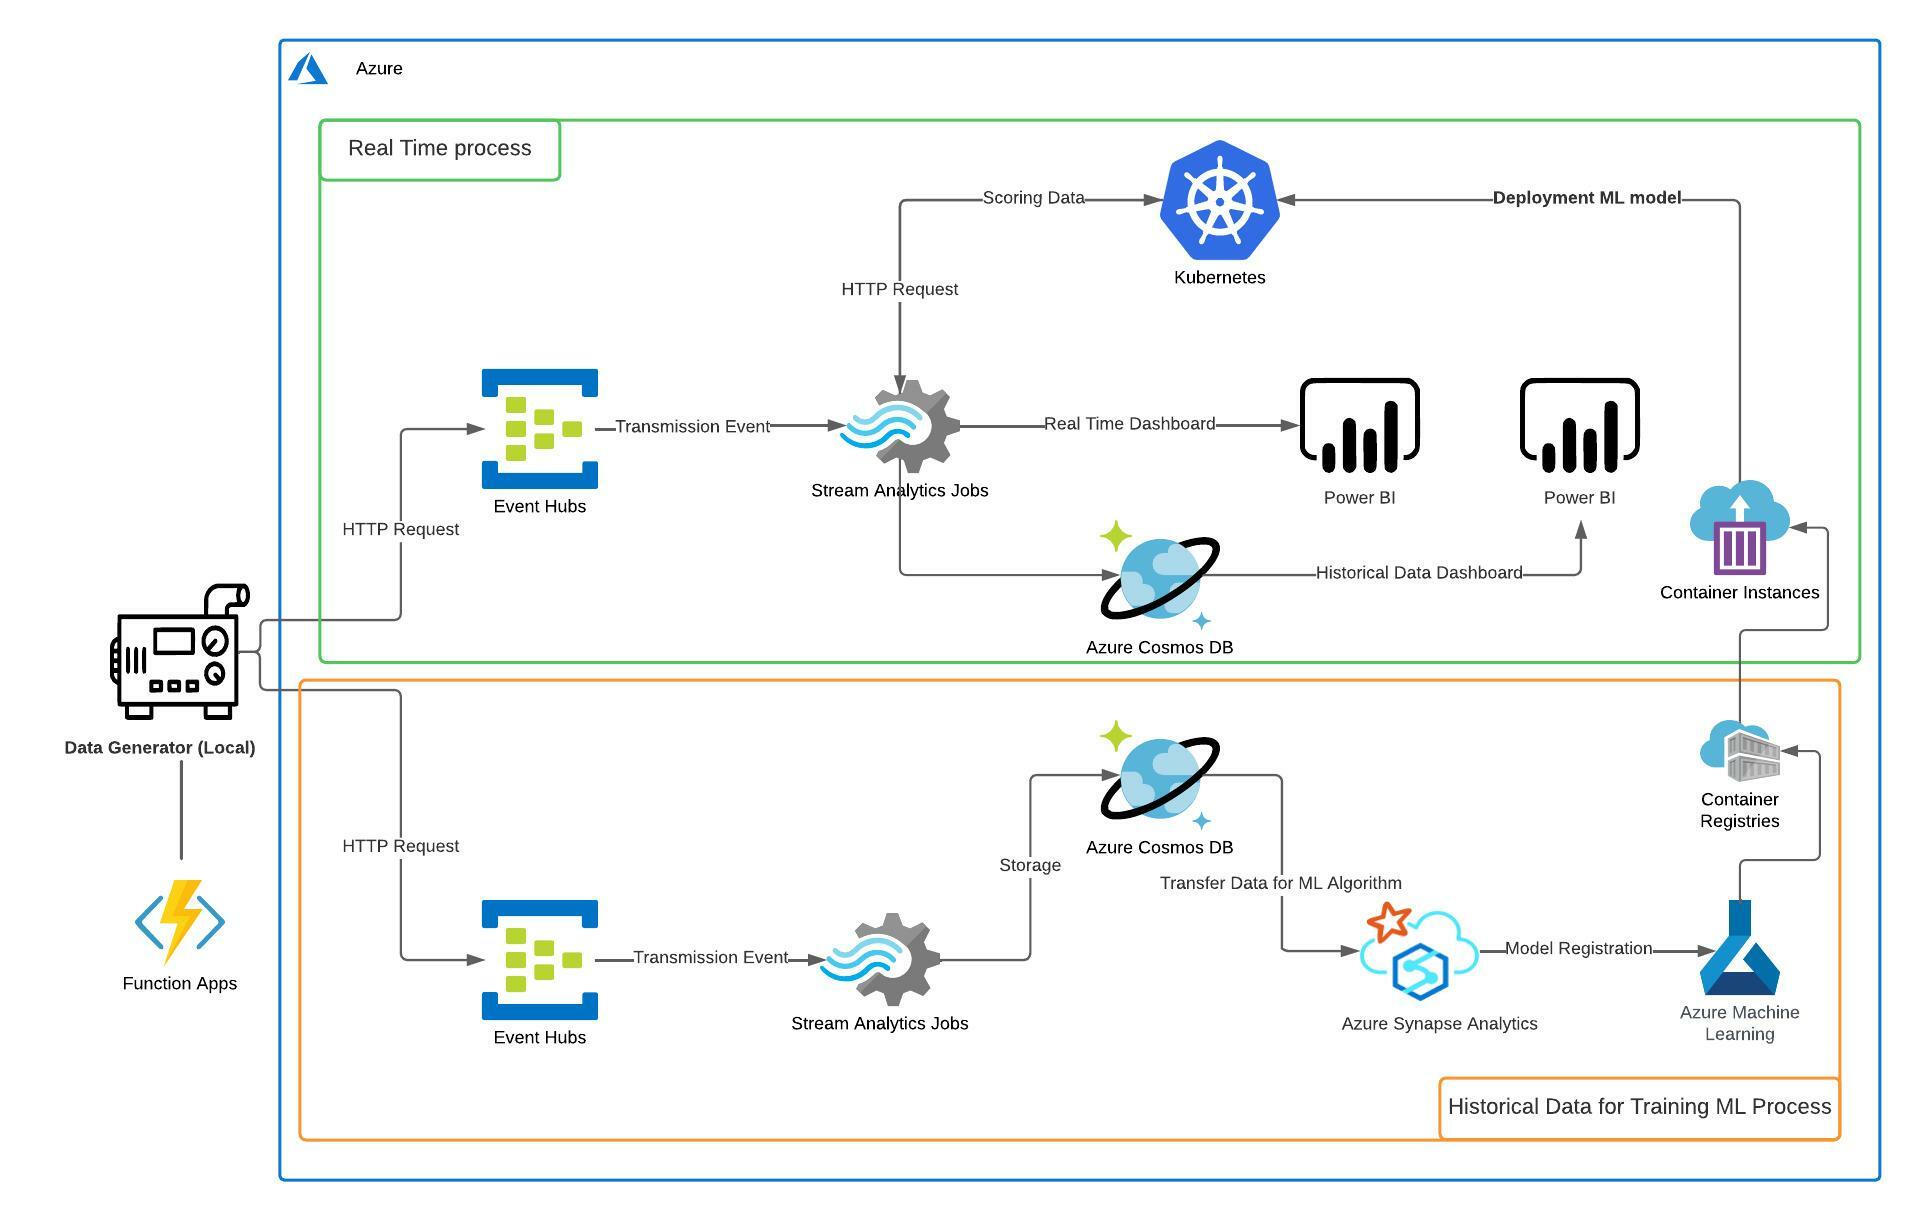 Azure
Real Time process
Scoring Data
Deployment ML model
Kubernetes
HTTP Request
Transmission Event
Real Time Dashboard
Stream Analytics Jobs
Power BI
Power BI
Event Hubs
HTTP Request
Historical Data Dashboard
Container Instances
Azure Cosmos DB
Data Generator (Local)
Container
Registries
HTTP Request
Azure Cosmos DB
Storage
Transfer Data for ML Algorithm
Function Apps
Transmission Event
Model Registration
Event Hubs
Stream Analytics Jobs
Azure Synapse Analytics
Azure Machine
Learning
Historical Data for Training ML Process